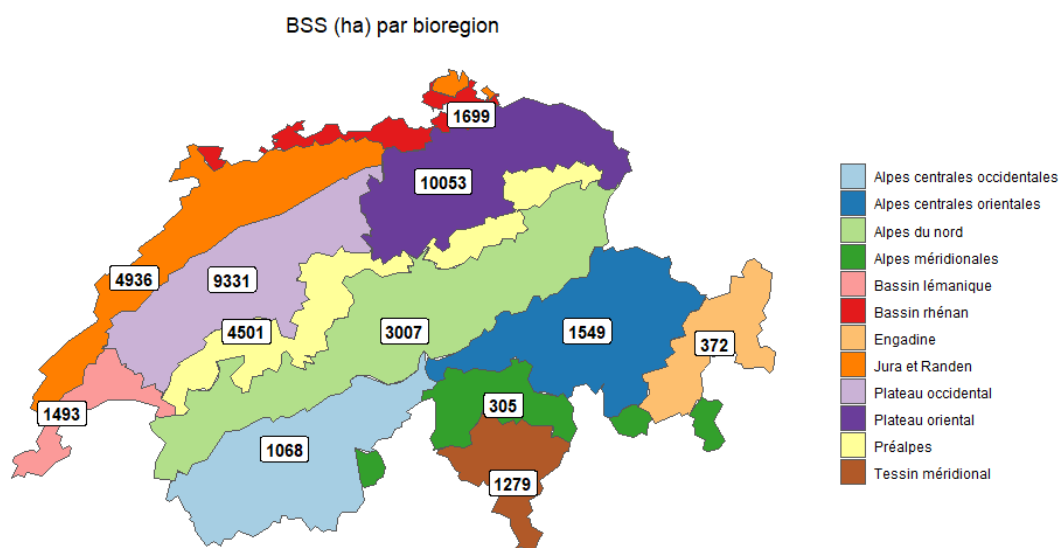 BSS (ha) par bioregion
1699
10053
4936
9331
4501
3007
1549
372
1493
305
1068
1279
Alpes centrales occidentales
Alpes centrales orientales
Alpes du nord
Alpes méridionales
Bassin lémanique
Bassin rhénan
Engadine
Jura et Randen
Plateau occidental
Plateau oriental
Préalpes
Tessin méridional